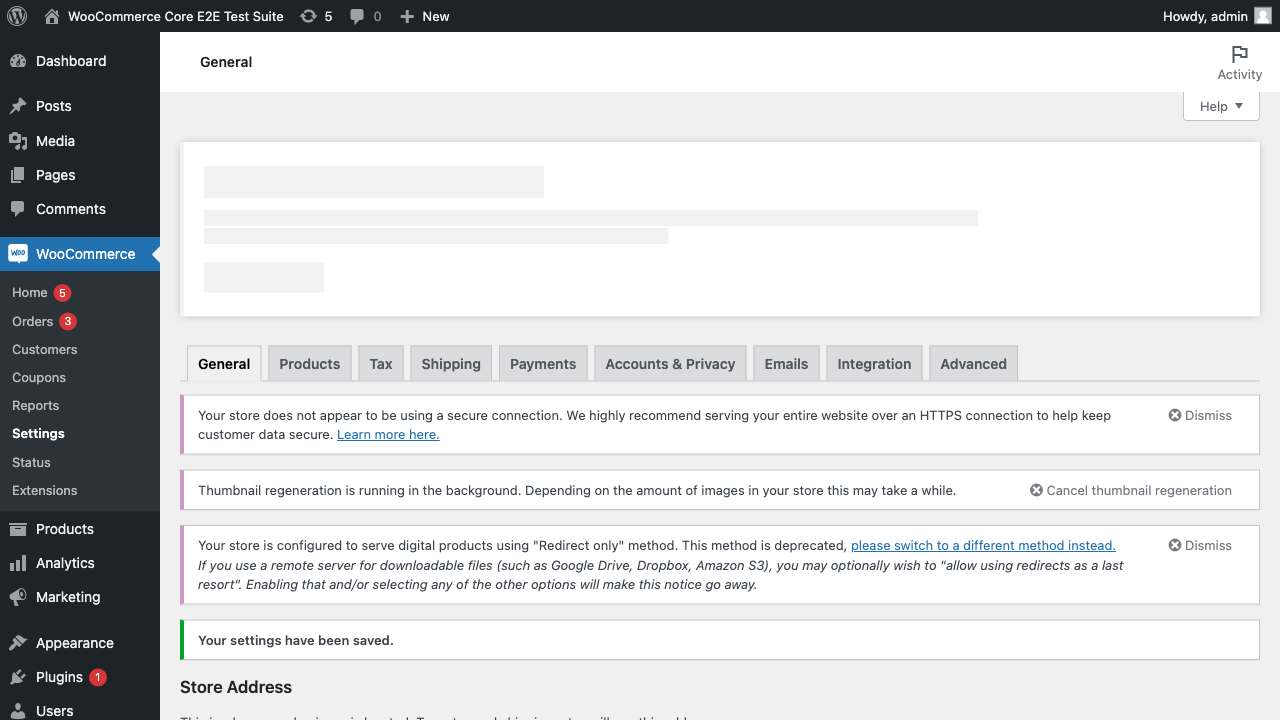 WooCommerce Core E2E Test Suite 5 0 New Howdy, admin
Dashboard
Posts
Media
Pages
Comments
Woo WooCommerce
Home 5
Orders 3
Customers
Coupons
Reports
Settings
Status
Extensions
Products
Analytics
Marketing
Appearance
Plugins 1
Users
General
Activity
Help
General Products Tax Shipping Payments Accounts & Privacy Emails Integration Advanced
Your store does not appear to be using a secure connection. We highly recommend serving your entire website over an HTTPS connection to help keep
customer data secure. Learn more here.
Dismiss
Thumbnail regeneration is running in the background. Depending on the amount of images in your store this may take a while.
Cancel thumbnail regeneration
Your store is configured to serve digital products using "Redirect only" method. This method is deprecated, please switch to a different method instead.
If you use a remote server for downloadable files (such as Google Drive, Dropbox, Amazon S3), you may optionally wish to "allow using redirects as a last
resort". Enabling that and/or selecting any of the other options will make this notice go away.
Dismiss
Your settings have been saved.
Store Address